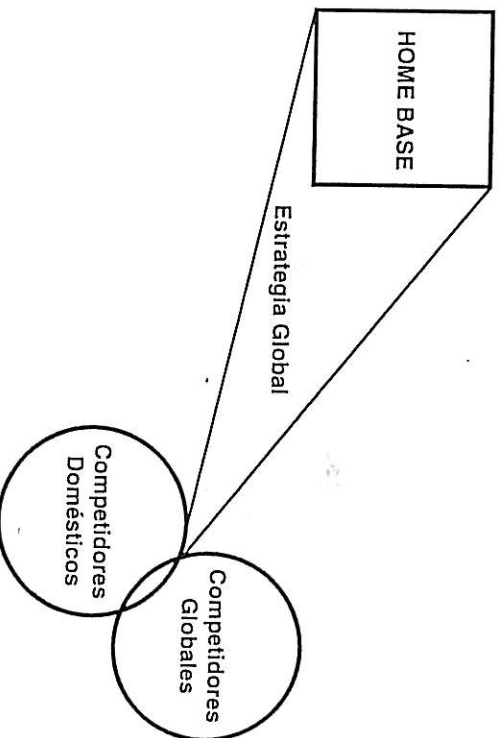 HOME BASE
Estrategia Global
Competidores
Globales
Competidores
Domésticos